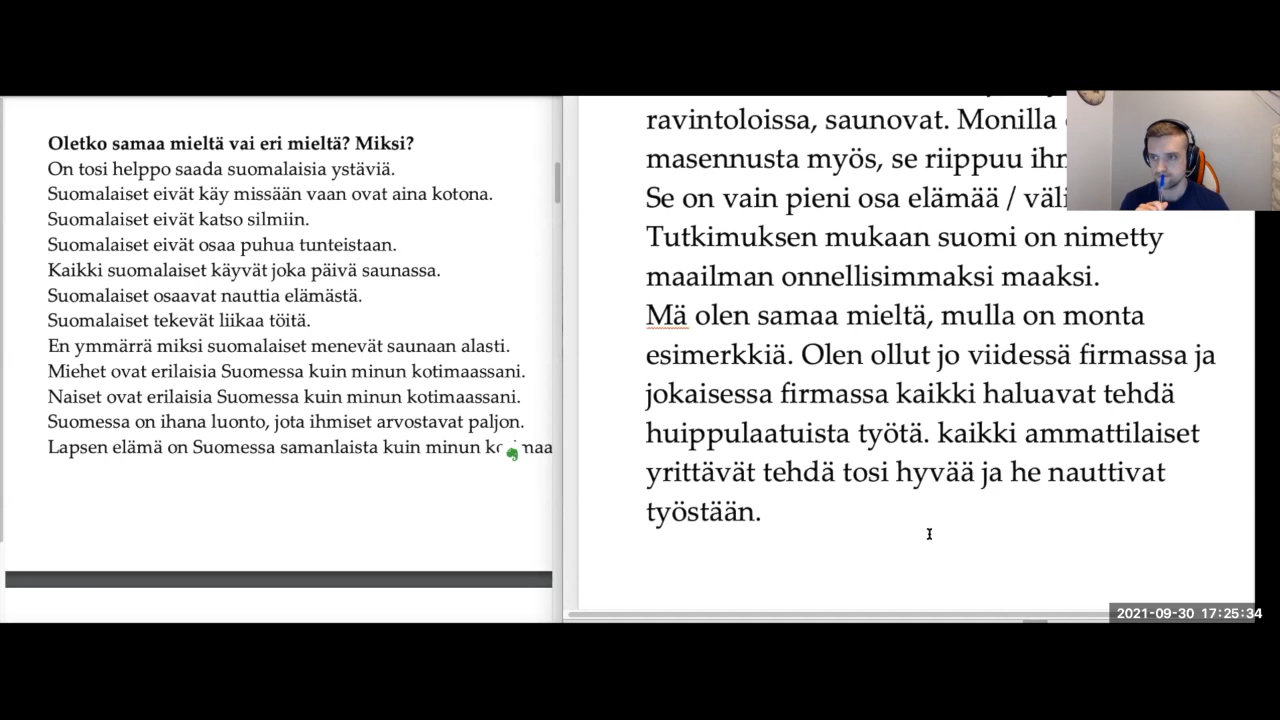 Oletko samaa mieltä vai eri mieltä? Miksi?
On tosi helppo saada suomalaisia ystäviä.
Suomalaiset eivät käy missään vaan ovat aina kotona.
Suomalaiset eivät katso silmiin.
Suomalaiset eivät osaa puhua tunteistaan.
Kaikki suomalaiset käyvät joka päivä saunassa.
Suomalaiset osaavat nauttia elämästä.
Suomalaiset tekevät liikaa töitä.
En ymmärrä miksi suomalaiset menevät saunaan alasti.
Miehet ovat erilaisia Suomessa kuin minun kotimaassani.
Naiset ovat erilaisia Suomessa kuin minun kotimaassani.
Suomessa on ihana luonto, jota ihmiset arvostavat paljon.
Lapsen elämä on Suomessa samanlaista kuin minun
ravintoloissa, saunovat. Monilla
masennusta myös, se riippuu
Se on vain pieni osa elämää /
Tutkimuksen mukaan suomi on nimetty
maailman onnellisimmaksi maaksi.
Mä olen samaa mieltä, mulla on monta
esimerkkiä. Olen ollut jo viidessä firmassa ja
jokaisessa firmassa kaikki haluavat tehdä
huippulaatuista työtä. kaikki ammattilaiset
yrittävät tehdä tosi hyvää ja he nauttivat
työstään.
2021-09-30 17:25:34